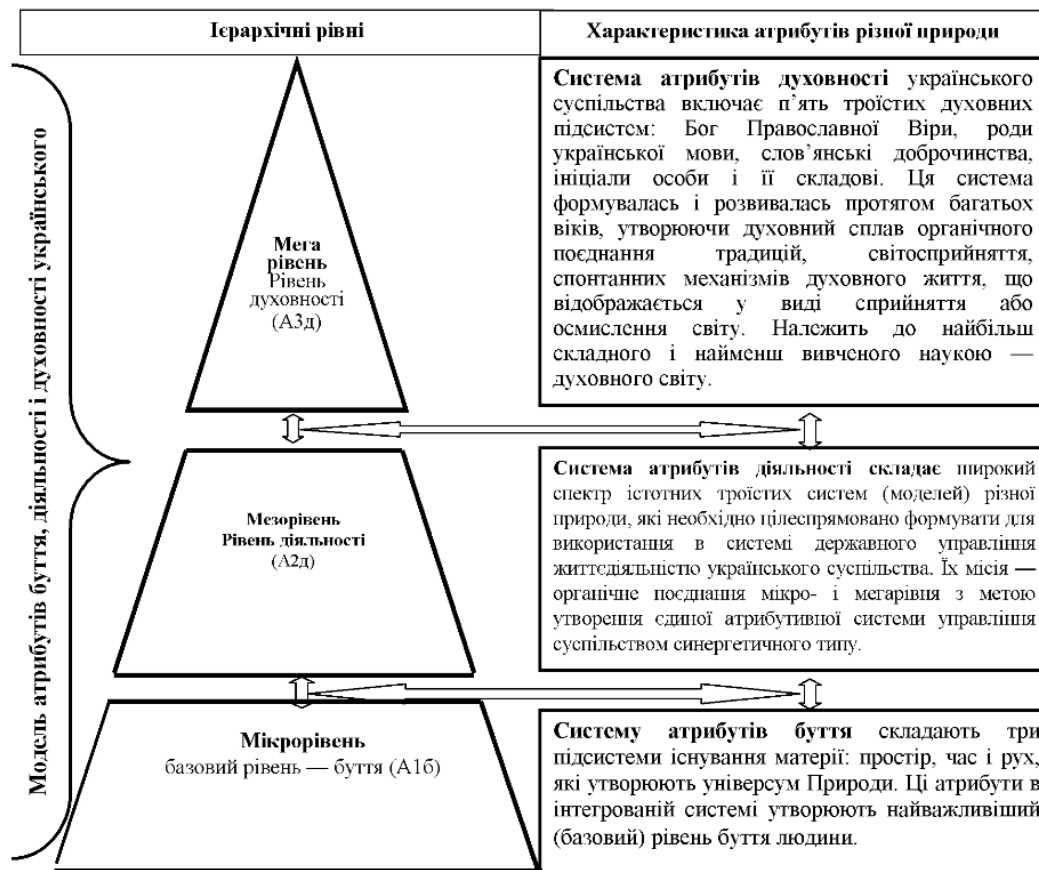 Ієрархічні рівні
Характеристика атрибутів різної природи
Модель атрибутів буття, діяльності і духовності українського
Мега
рівень
Рівень
духовності
(А3д)
Система атрибутів духовності українського
суспільства включає п’ять троїстих духовних
підсистем: Бог Православної Віри, роди
української мови, слов’янські доброчинства,
ініціали особи і її складові. Ця система
формувалась і розвивалась протягом багатьох
віків, утворюючи духовний сплав органічного
поєднання традицій, світосприйняття,
спонтанних механізмів духовного життя, що
відображається у виді сприйняття або
осмислення світу. Належить до найбільш
складного і найменш вивченого наукою —
духовного світу.
Мезорівень
Рівень діяльності
(А2д)
Система атрибутів діяльності складає широкий
спектр істотних троїстих систем (моделей) різної
природи, які необхідно цілеспрямовано формувати для
використання в системі державного управління
життєдіяльністю українського суспільства. Їх місія —
органічне поєднання мікро- і мегарівня з метою
утворення єдиної атрибутивної системи управління
суспільством синергетичного типу.
Мікрорівень
базовий рівень — буття (А1б)
Систему атрибутів буття складають три
підсистеми існування матерії: простір, час і рух,
які утворюють універсум Природи. Ці атрибути в
інтегрованій системі утворюють найважливіший
(базовий) рівень буття людини.